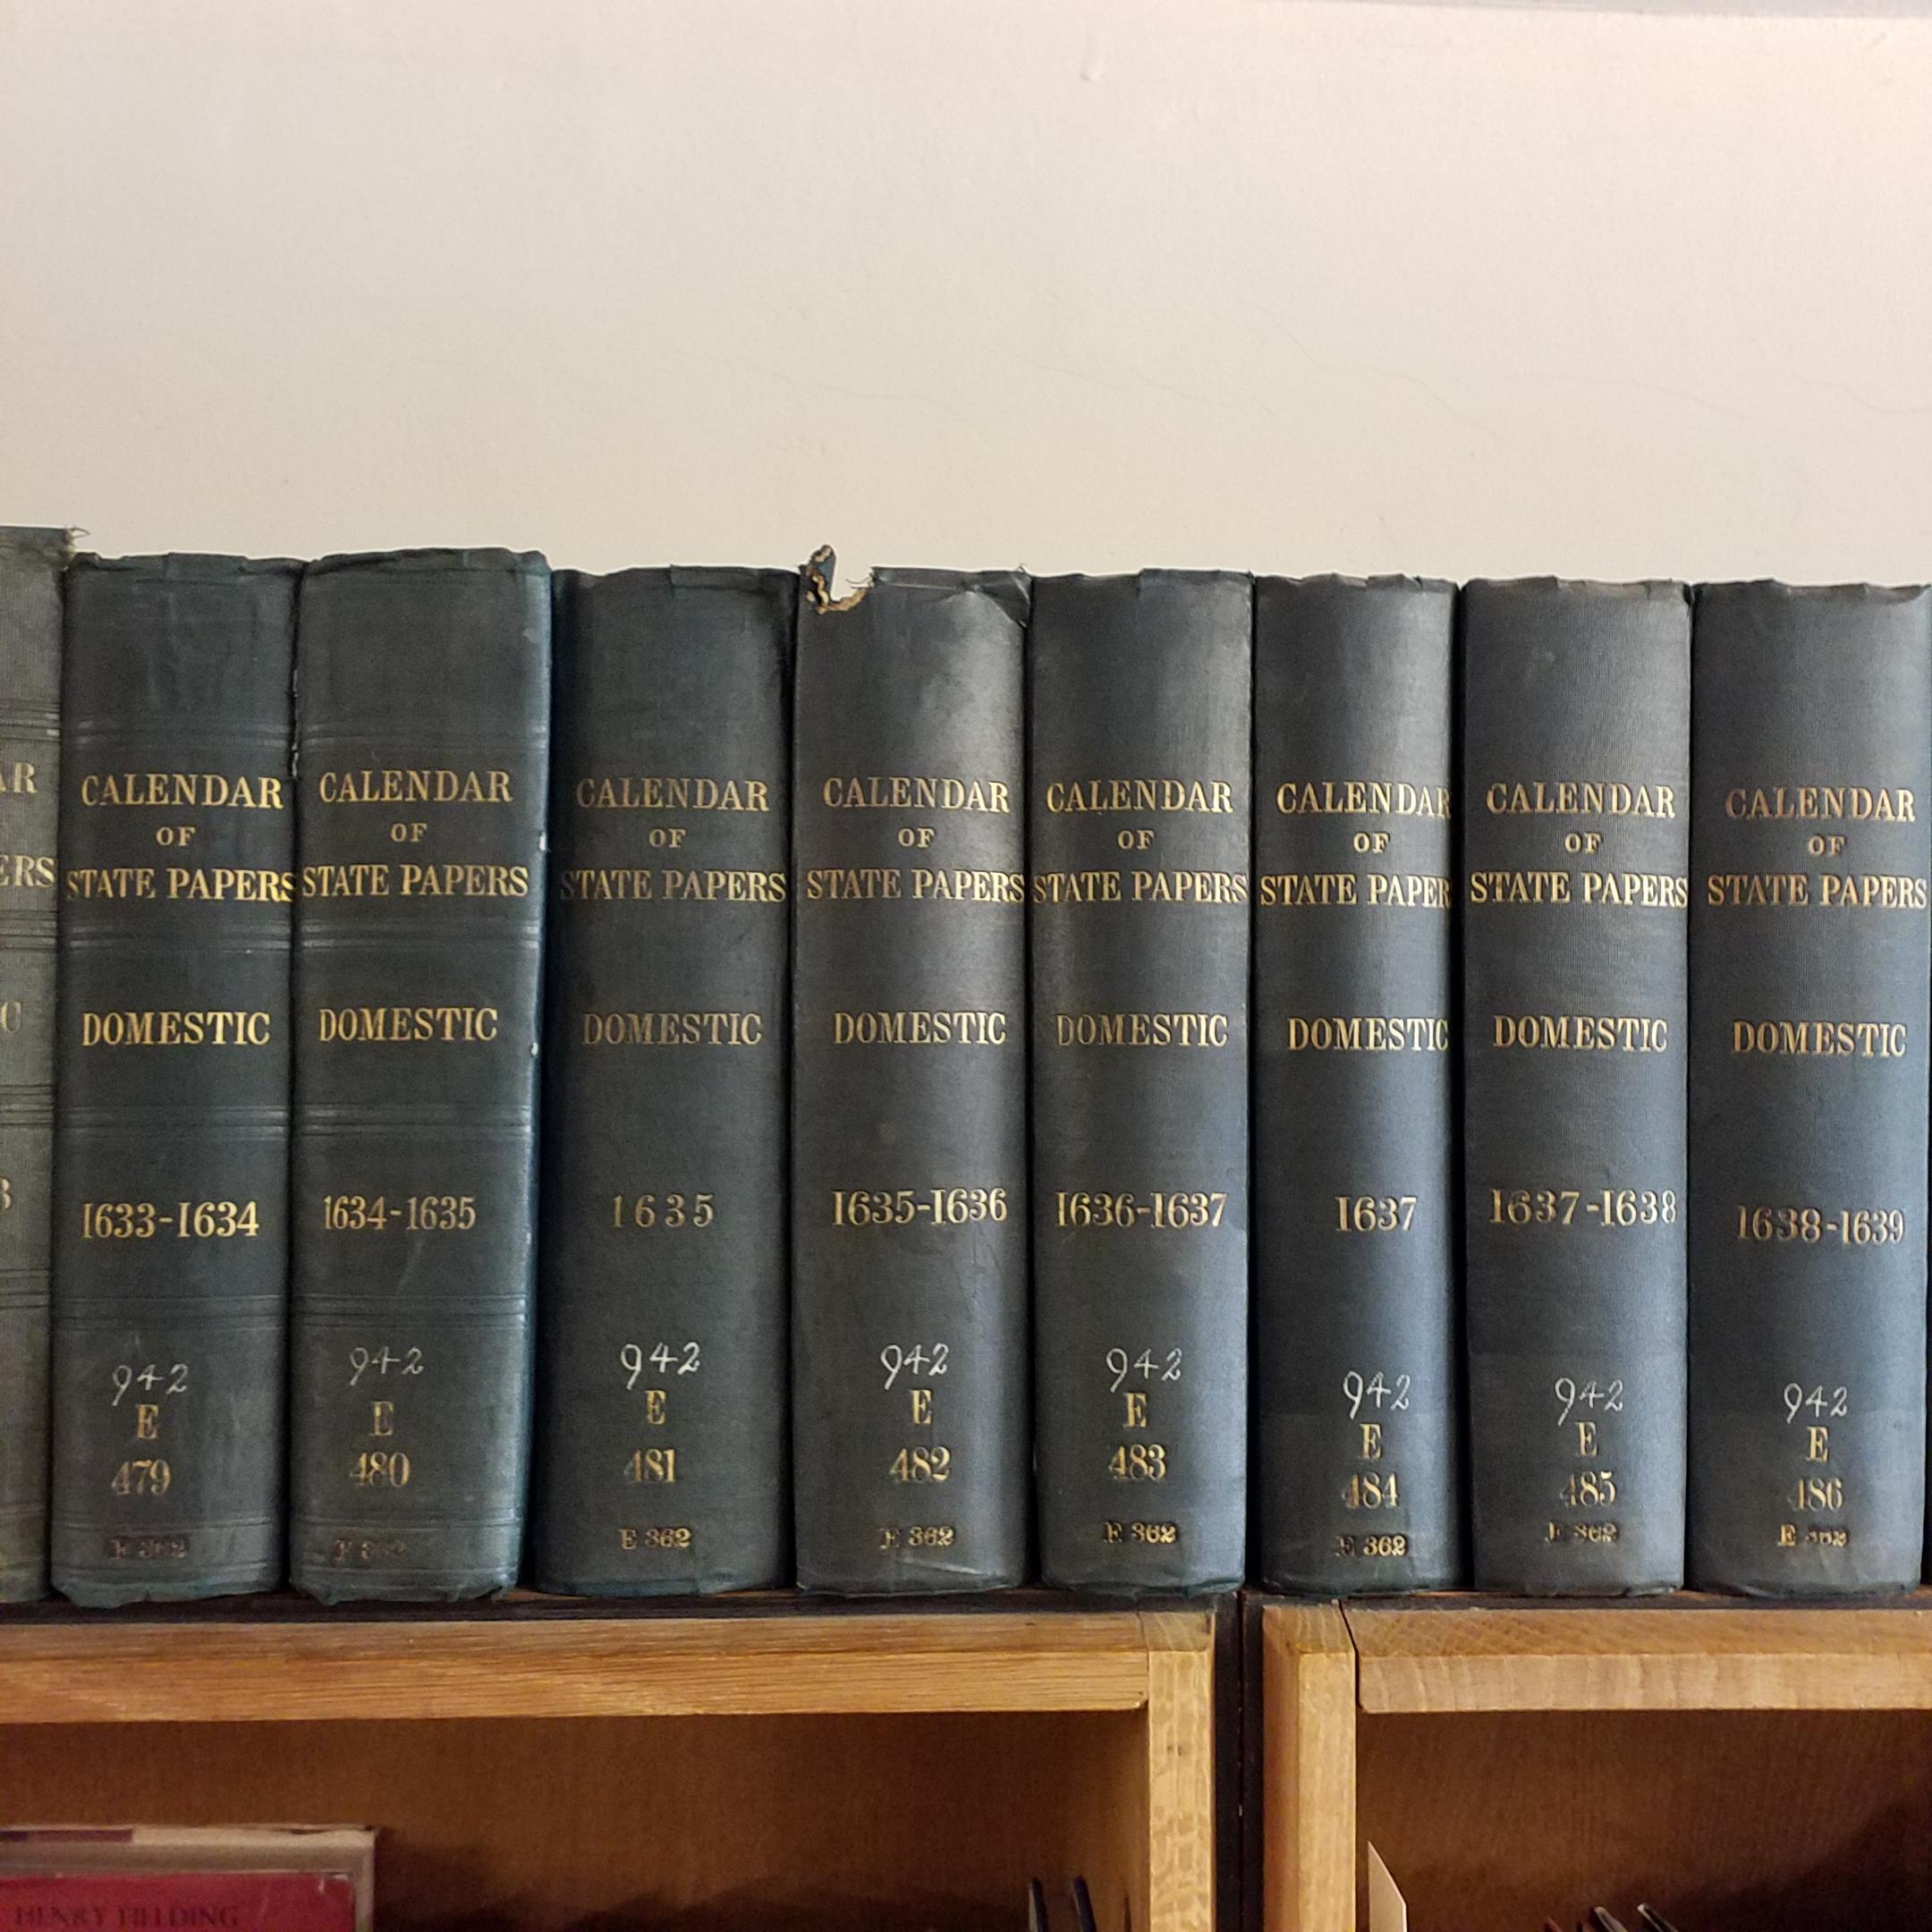 CALENDAR
OF
STATE PAPERS
DOMESTIC
1633-1634
942
E
479
CALENDAR
OF
STATE PAPERS
DOMESTIC
1634-1635
942
E
480
CALENDAR
OF
STATE PAPERS
DOMESTIC
1635
942
E
481
E 362
CALENDAR
OF
STATE PAPERS
DOMESTIC
1635-1636
942
E
482
E 362
CALENDAR
OF
STATE PAPERS
DOMESTIC
1636-1637
942
E
483
E 362
CALENDAR
OF
STATE PAPER
DOMESTIC
1637
942
E
484
E 362
CALENDAR
OF
STATE PAPERS
DOMESTIC
1637-1638
942
E
485
E 362
CALENDAR
OF
STATE PAPERS
DOMESTIC
1638-1639
942
E
486
E 362
HENRY FIELDING